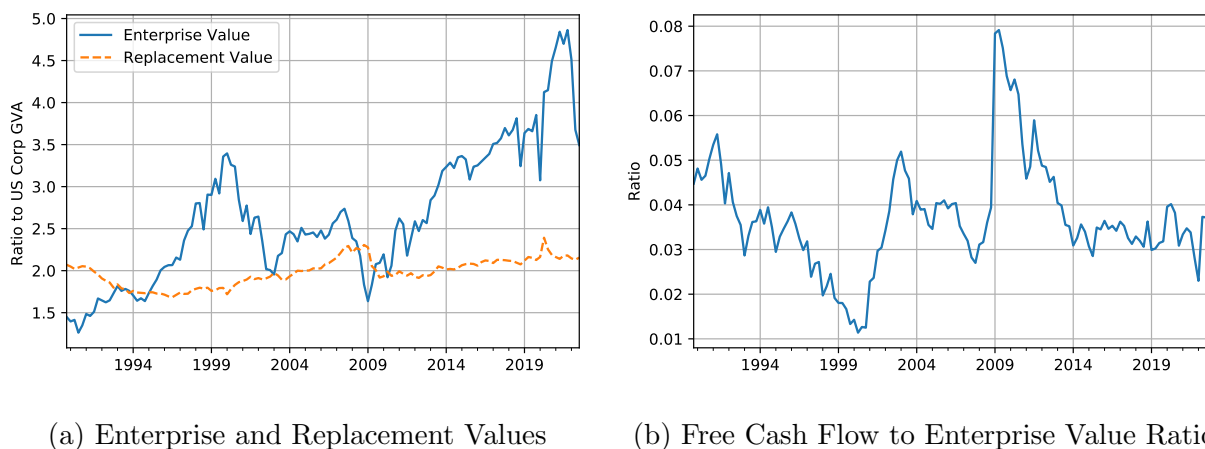 5.0
4.5
4.0
3.5
3.0
2.5
2.0
1.5
Ratio to US Corp GVA
Enterprise Value
Replacement Value
1994 1999 2004 2009 2014 2019
(a) Enterprise and Replacement Values
0.08
0.07
0.06
0.05
0.04
0.03
0.02
0.01
Ratio
1994 1999 2004 2009 2014 2019
(b) Free Cash Flow to Enterprise Value Ratio